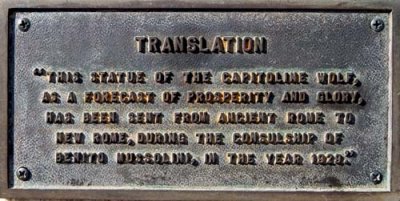 TRANSLATION
"THIS STATUE OF THE CAPITOLINE WOLF,
AS A FORECAST OF PROSPERITY AND GLORY,
HAS BEEN SENT FROM ANCIENT ROME TO
NEW ROME, DURING THE CONSULSHIP OF
BENITO MUSSOLINI, IN THE YEAR 1929."